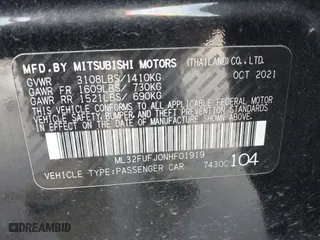 MFD.BY MITSUBISHI MOTORS (THAILAND) CO., LTD.
GVWR 3108LBS/1410KG OCT 2021
GAWR FR 1609LBS/ 730KG
GAWR RR 1521LBS/ 690KG
THIS VEHICLE CONFORMS TO ALL APPLICABLE
FEDERAL MOTOR VEHICLE SAFETY, BUMPER, AND
THEFT PREVENTION STANDARDS IN EFFECT ON
THE DATE OF MANUFACTURE SHOWN ABOVE.
ML32FUFJ0NHF01919
VEHICLE TYPE:PASSENGER CAR 7430C 104
DREAMBID